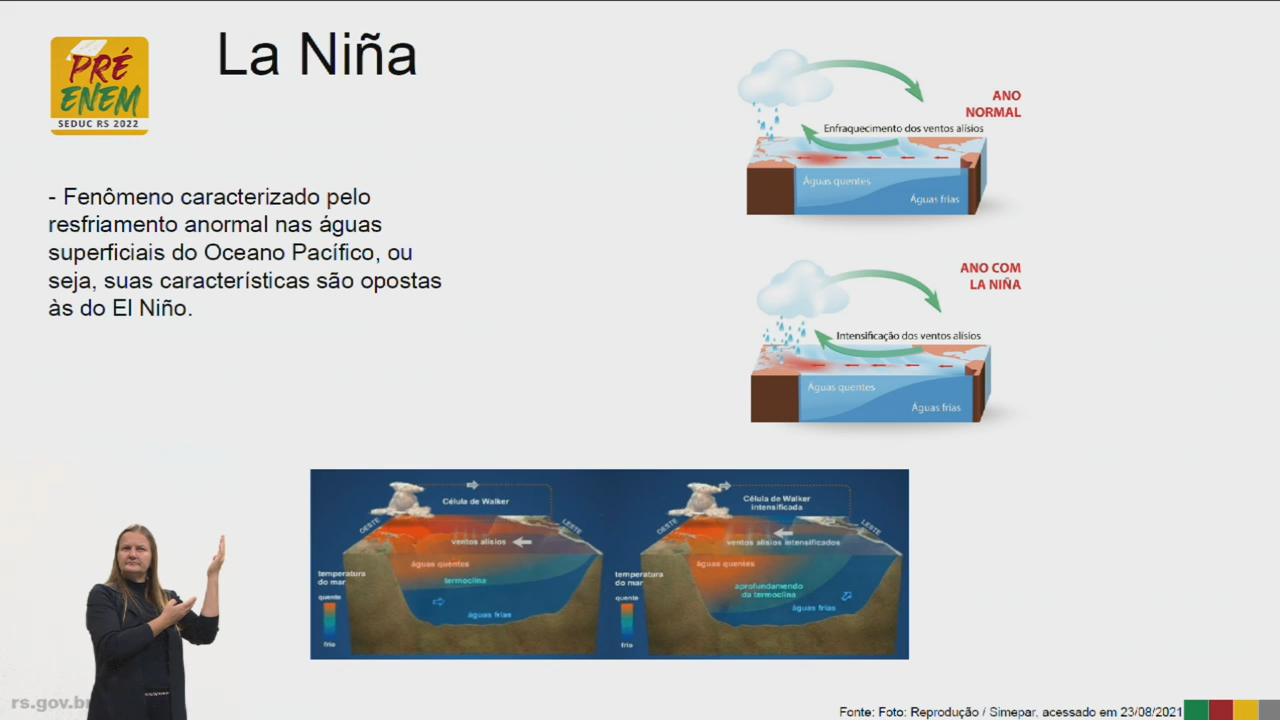 PRÉ
ENEM
SEDUC RS 2022
La Niña
- Fenômeno caracterizado pelo
resfriamento anormal nas águas
superficiais do Oceano Pacífico, ou
seja, suas características são opostas
às do El Niño.
ANO
NORMAL
Enfraquecimento dos ventos alísios
Águas quentes
Águas frias
ANO COM
LA NIÑA
Intensificação dos ventos alísios
Águas quentes
Águas frias
Célula de Walker
OESTE
LESTE
ventos alísios
águas quentes
termoclina
temperatura
do mar
quente
águas frias
frio
Célula de Walker
intensificada
OESTE
LESTE
ventos alísios intensificados
águas quentes
temperatura
do mar
aprofundamento
da termoclina
quente
águas frias
frio
rs.gov.b
Fonte: Foto: Reprodução / Simepar, acessado em 23/08/2021